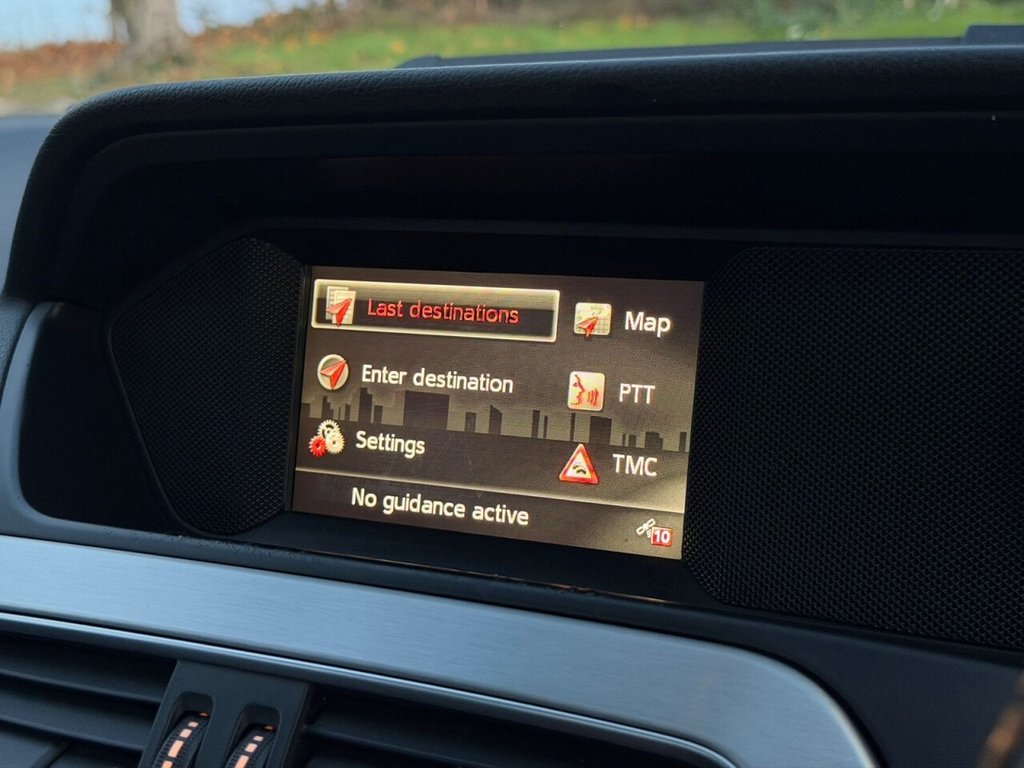 Last destinations
Map
Enter destination
PTT
Settings
TMC
No guidance active
10